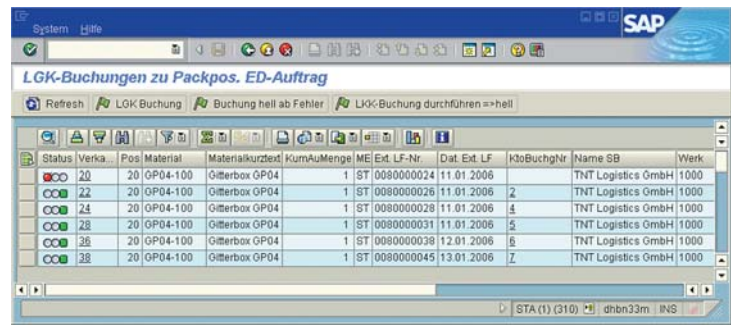 System Hilfe
SAP
LGK-Buchungen zu Packpos. ED-Auftrag
Refresh LGK Buchung Buchung hell ab Fehler LKK-Buchung durchführen =>hell
Status Verka... Pos Material Materialkurztext KumAuMenge ME Ext. LF-Nr. Dat. Ext. LF KtoBuchgNr Name SB Werk
20 20 GP04-100 Gitterbox GP04 1 ST 0080000024 11.01.2006 TNT Logistics GmbH 1000
22 20 GP04-100 Gitterbox GP04 1 ST 0080000026 11.01.2006 2 TNT Logistics GmbH 1000
24 20 GP04-100 Gitterbox GP04 1 ST 0080000028 11.01.2006 4 TNT Logistics GmbH 1000
28 20 GP04-100 Gitterbox GP04 1 ST 0080000031 11.01.2006 5 TNT Logistics GmbH 1000
36 20 GP04-100 Gitterbox GP04 1 ST 0080000038 12.01.2006 6 TNT Logistics GmbH 1000
38 20 GP04-100 Gitterbox GP04 1 ST 0080000045 13.01.2006 7 TNT Logistics GmbH 1000
STA (1) (310) dhbn33m INS